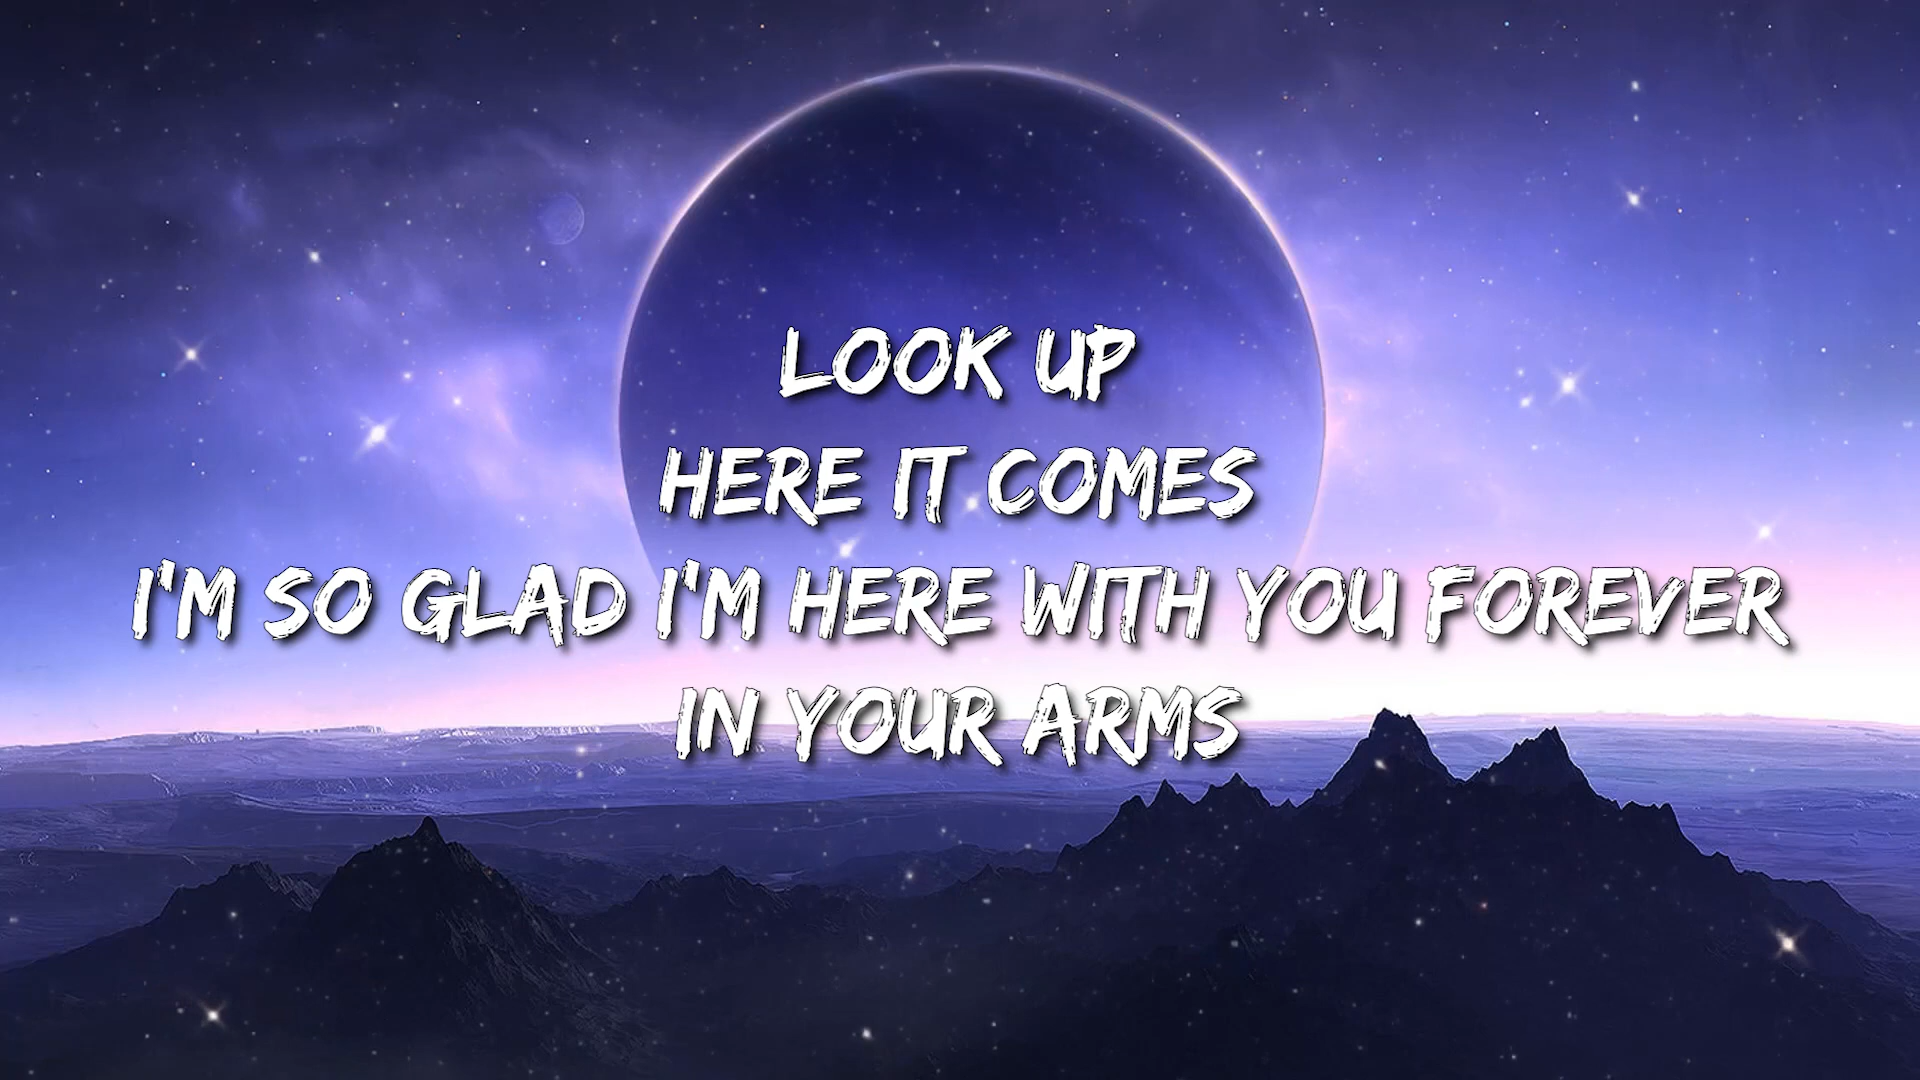 LOOK UP
HERE IT COMES
I'M SO GLAD I'M HERE WITH YOU FOREVER
IN YOUR ARMS